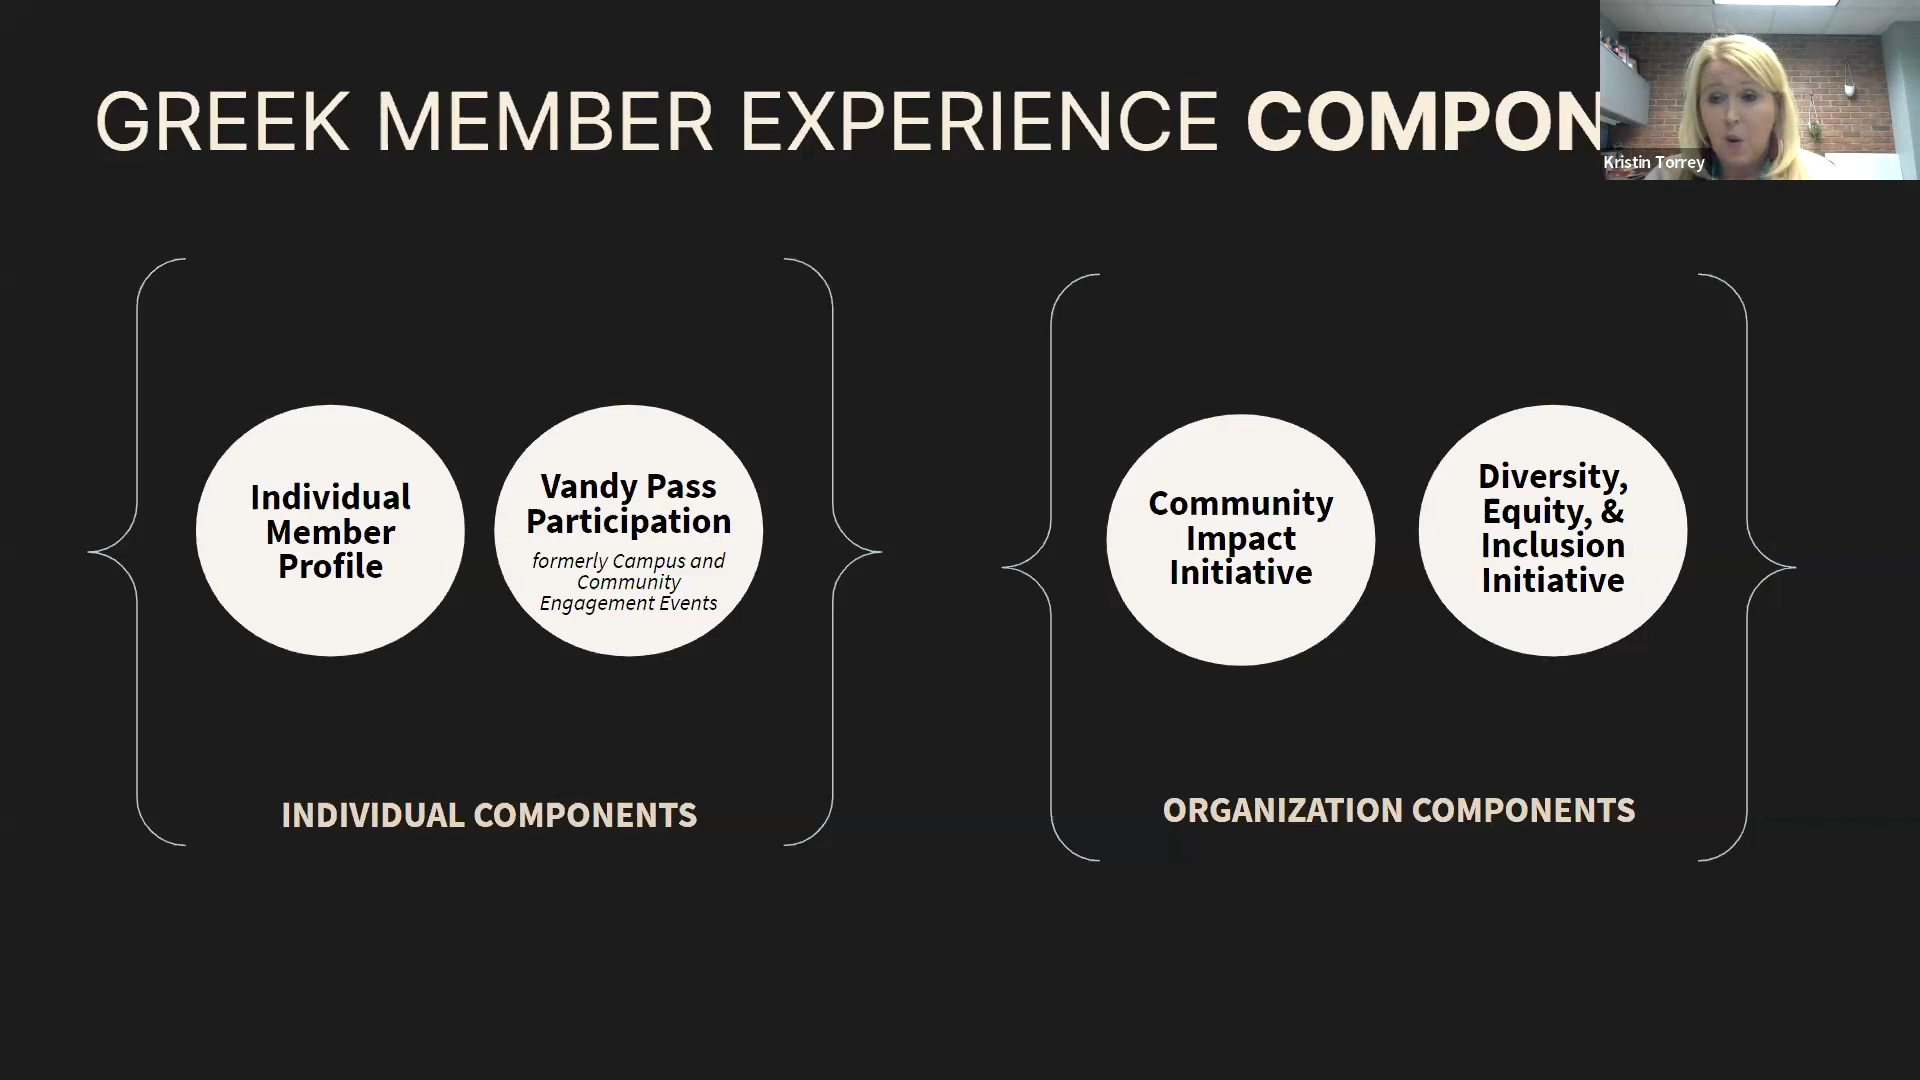 GREEK MEMBER EXPERIENCE COMPON
Kristin Torrey
Individual
Member
Profile
Vandy Pass
Participation
formerly Campus and
Community
Engagement Events
INDIVIDUAL COMPONENTS
Community
Impact
Initiative
Diversity,
Equity, &
Inclusion
Initiative
ORGANIZATION COMPONENTS